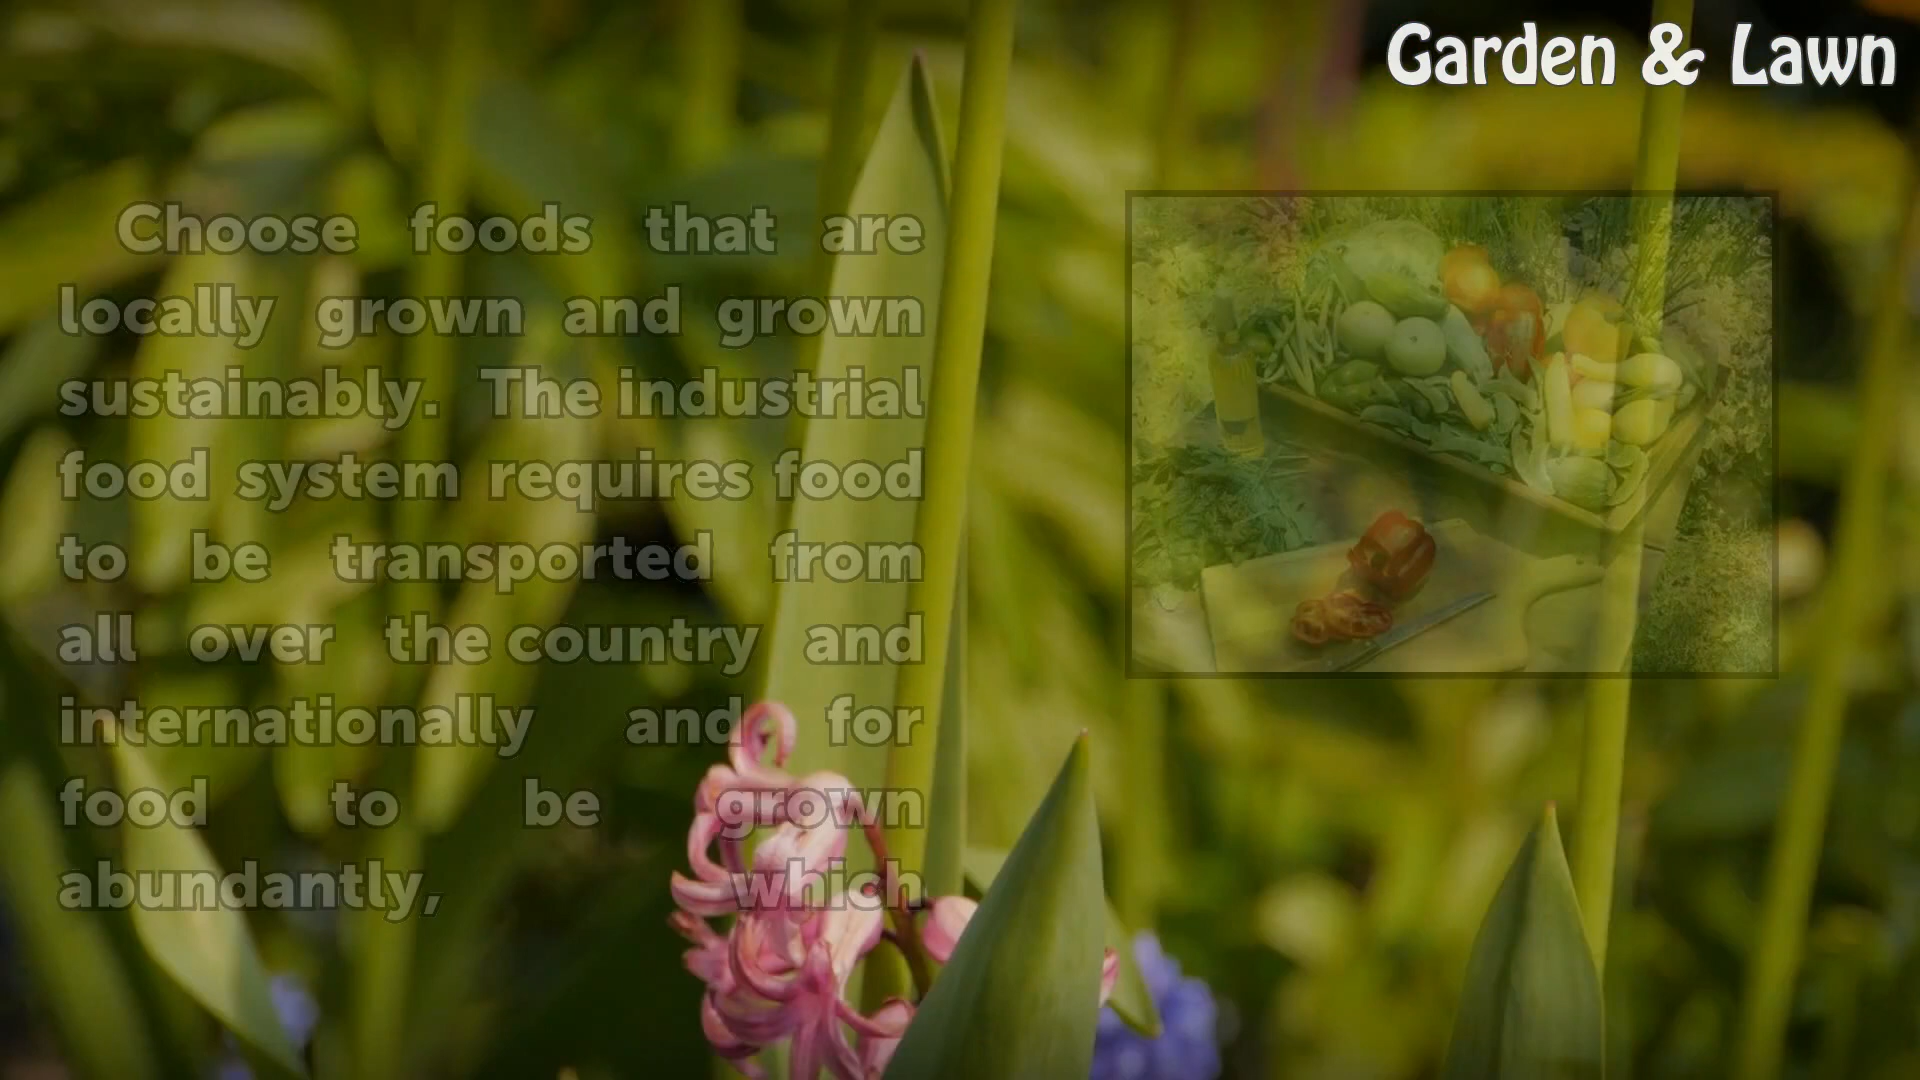 Garden & Lawn
Choose foods that are
locally grown and grown
sustainably. The industrial
food system requires food
to be transported from
all over the country and
internationally and for
food to be grown
abundantly, which